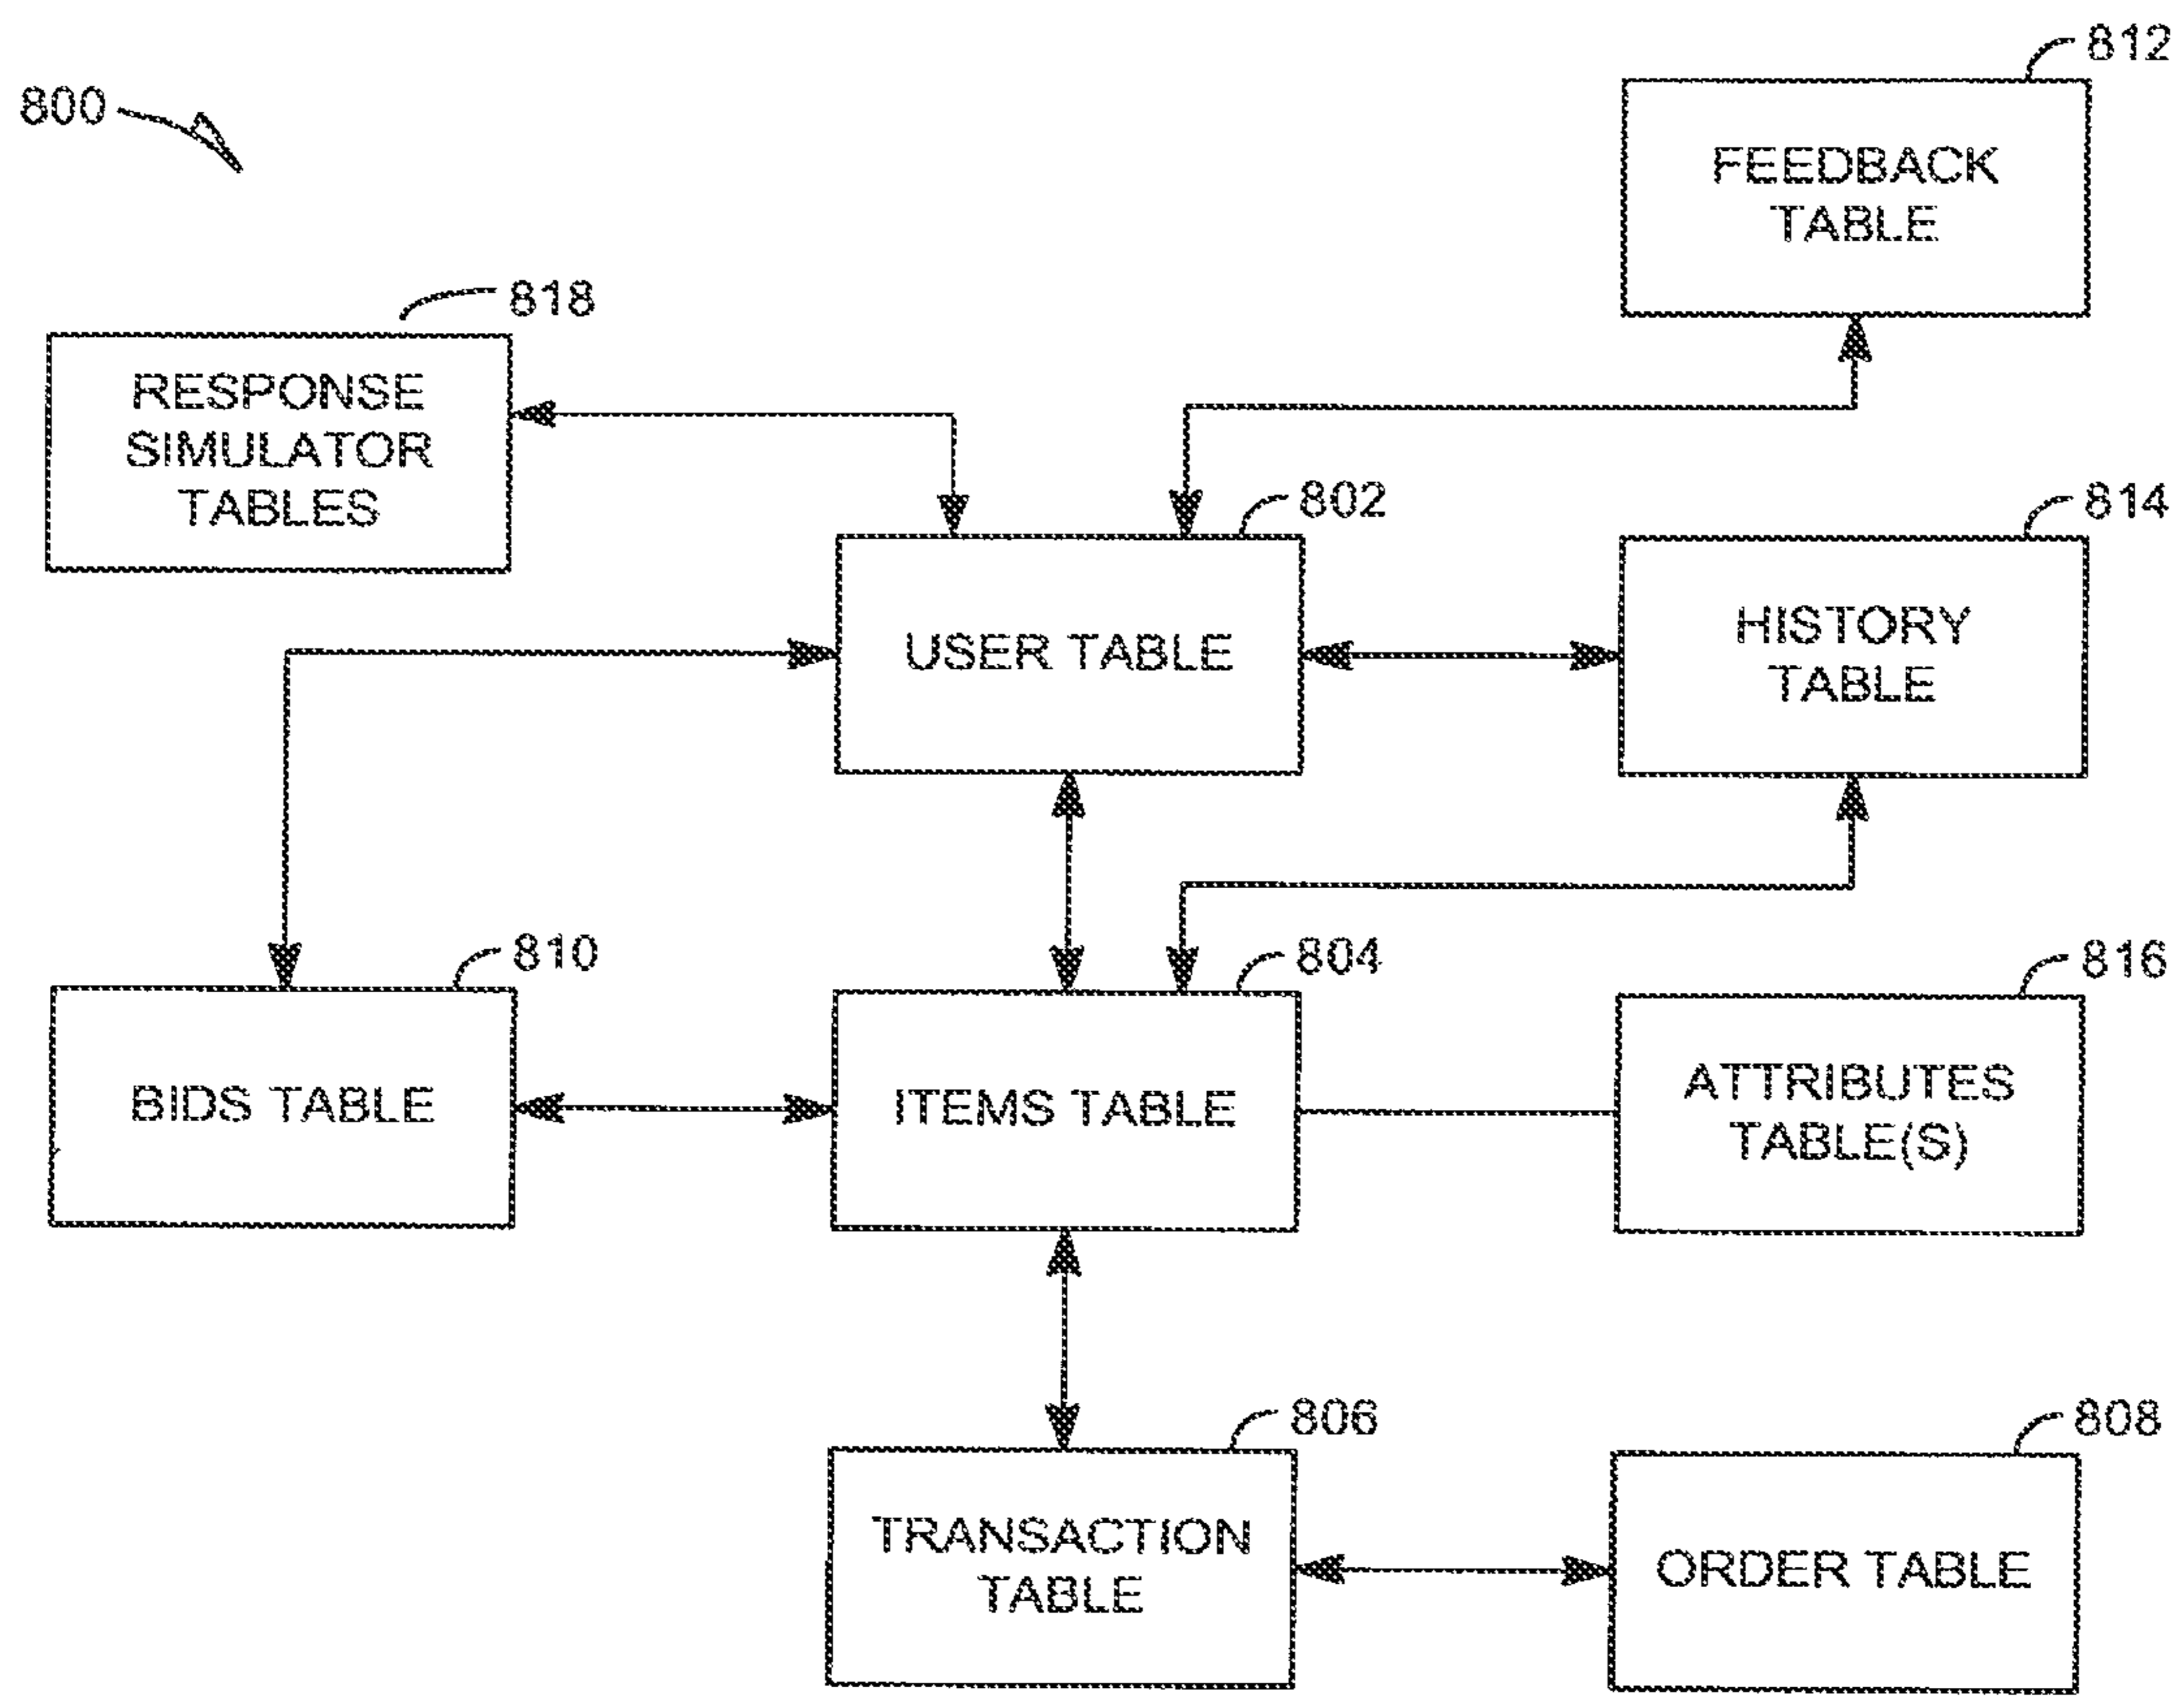 812
800
FEEDBACK
TABLE
818
RESPONSE
SIMULATOR
TABLES
802
814
USER TABLE
HISTORY
TABLE
810
804
816
BIDS TABLE
ITEMS TABLE
ATTRIBUTES
TABLE(S)
806
808
TRANSACTION
TABLE
ORDER TABLE